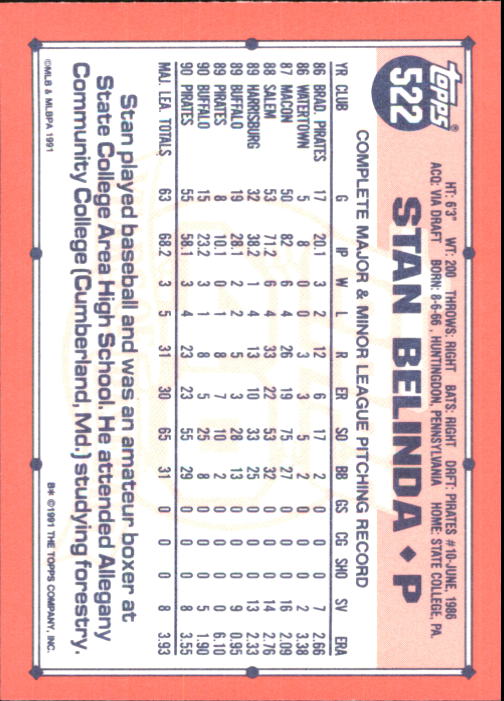 topps®
522
HT: 6'3" WT: 200 THROWS: RIGHT BATS: RIGHT DRFT: PIRATES #10-JUNE, 1986
ACQ: VIA DRAFT BORN: 8-6-66, HUNTINGDON, PENNSYLVANIA HOME: STATE COLLEGE, PA.
STAN BELINDA ◆ P
COMPLETE MAJOR & MINOR LEAGUE PITCHING RECORD
YR CLUB G IP W L R ER SO BB GS CG SHO SV ERA
86 BRAD. PIRATES 17 20.1 3 2 12 6 17 2 0 0 0 7 2.66
86 WATERTOWN 5 8 0 0 3 3 5 2 0 0 0 2 3.38
87 MACON 50 82 6 4 26 19 75 27 0 0 0 16 2.09
88 SALEM 53 71.2 6 4 33 22 53 32 0 0 0 14 2.76
89 HARRISBURG 32 38.2 1 4 13 10 33 25 0 0 0 13 2.33
89 BUFFALO 19 28.1 2 2 5 3 28 13 0 0 0 9 0.95
89 PIRATES 8 10.1 0 1 8 7 10 2 0 0 0 0 6.10
90 BUFFALO 15 23.2 3 1 8 5 25 8 0 0 0 5 1.90
90 PIRATES 55 58.1 3 4 23 23 55 29 0 0 0 8 3.55
MAJ. LEA. TOTALS 63 68.2 3 5 31 30 65 31 0 0 0 8 3.93
Stan played baseball and was an amateur boxer at
State College Area High School. He attended Allegany
Community College (Cumberland, Md.) studying forestry.
©MLB & MLBPA 1991
B* ©1991 THE TOPPS COMPANY, INC.